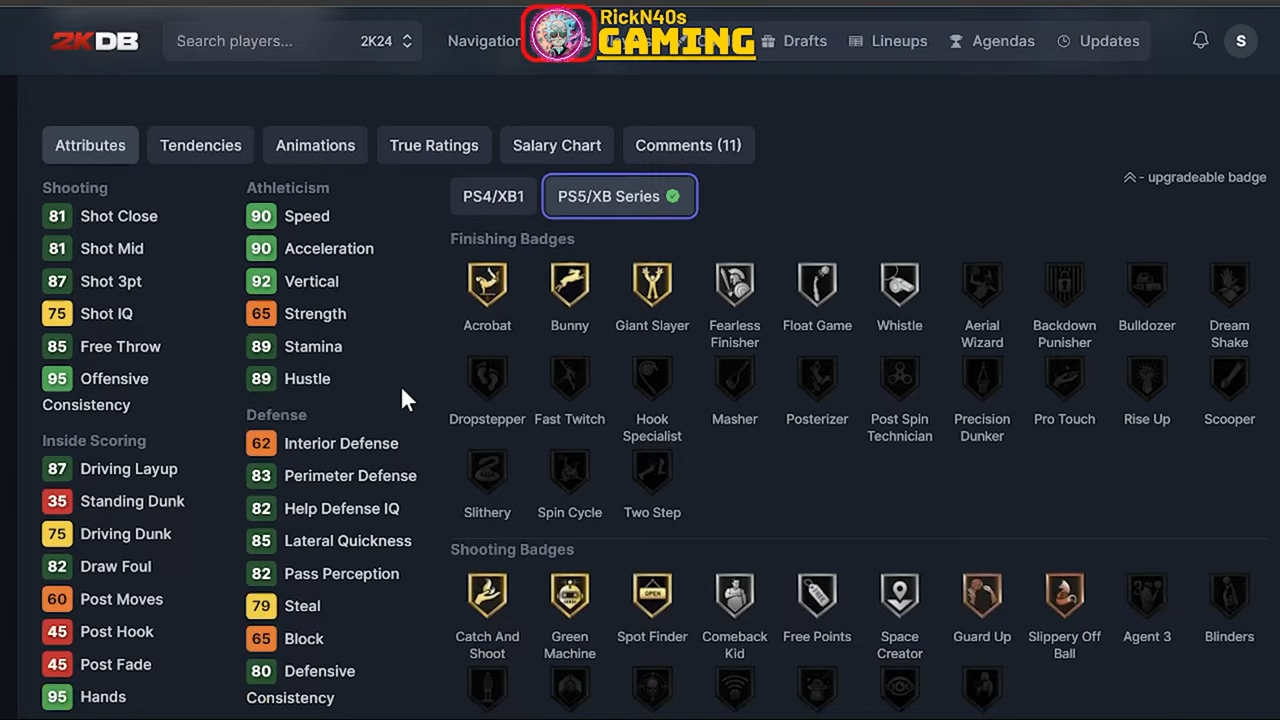 2KDB
Search players...
2K24
Navigation
RickN40s
GAMING
Drafts
Lineups
Agendas
Updates
S
Attributes
Tendencies
Animations
True Ratings
Salary Chart
Comments (11)
Shooting
81 Shot Close
81 Shot Mid
87 Shot 3pt
75 Shot IQ
85 Free Throw
95 Offensive
Consistency
Inside Scoring
87 Driving Layup
35 Standing Dunk
75 Driving Dunk
82 Draw Foul
60 Post Moves
45 Post Hook
45 Post Fade
95 Hands
Athleticism
90 Speed
90 Acceleration
92 Vertical
65 Strength
89 Stamina
89 Hustle
Defense
62 Interior Defense
83 Perimeter Defense
82 Help Defense IQ
85 Lateral Quickness
82 Pass Perception
79 Steal
65 Block
80 Defensive
Consistency
PS4/XB1
PS5/XB Series
- upgradeable badge
Finishing Badges
Acrobat
Bunny
Giant Slayer
Fearless
Finisher
Float Game
Whistle
Aerial
Wizard
Backdown
Punisher
Bulldozer
Dream
Shake
Dropstepper
Fast Twitch
Hook
Specialist
Masher
Posterizer
Post Spin
Technician
Precision
Dunker
Pro Touch
Rise Up
Scooper
Slithery
Spin Cycle
Two Step
Shooting Badges
Catch And
Shoot
Green
Machine
Spot Finder
Comeback
Kid
Free Points
Space
Creator
Guard Up
Slippery Off
Ball
Agent 3
Blinders